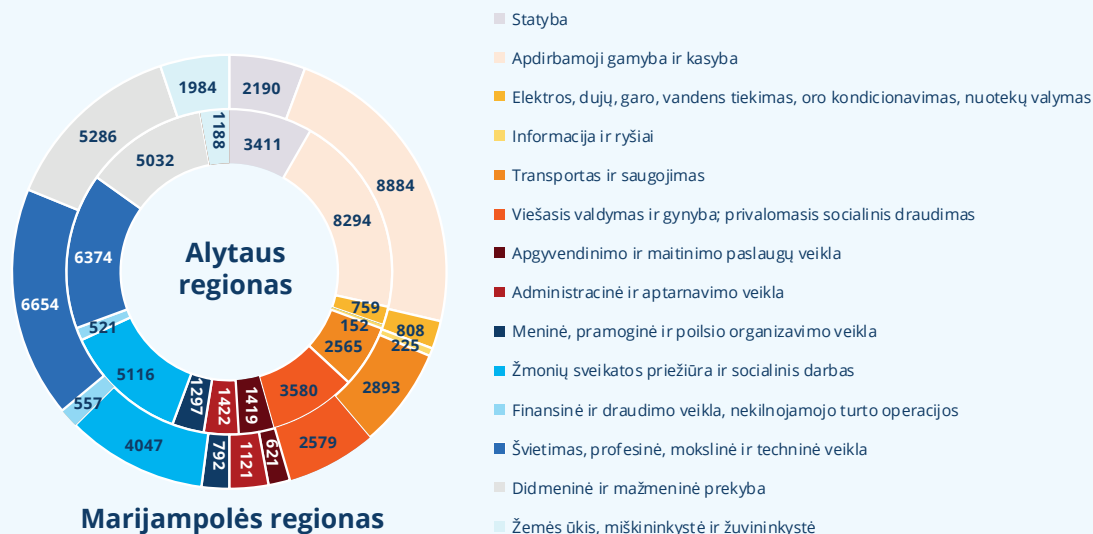 Statyba
Apdirbamoji gamyba ir kasyba
Elektros, dujų, garo, vandens tiekimas, oro kondicionavimas, nuotekų valymas
Informacija ir ryšiai
Transportas ir saugojimas
Viešasis valdymas ir gynyba; privalomasis socialinis draudimas
Apgyvendinimo ir maitinimo paslaugų veikla
Administracinė ir aptarnavimo veikla
Meninė, pramoginė ir poilsio organizavimo veikla
Žmonių sveikatos priežiūra ir socialinis darbas
Finansinė ir draudimo veikla, nekilnojamojo turto operacijos
Švietimas, profesinė, mokslinė ir techninė veikla
Didmeninė ir mažmeninė prekyba
Žemės ūkis, miškininkystė ir žuvininkystė
2190
8884
808
225
2893
2579
621
1121
792
4047
557
6654
5286
1984
3411
8294
759
152
2565
3580
1419
1422
1297
5116
521
6374
5032
1188
Alytaus
regionas
Marijampolės regionas